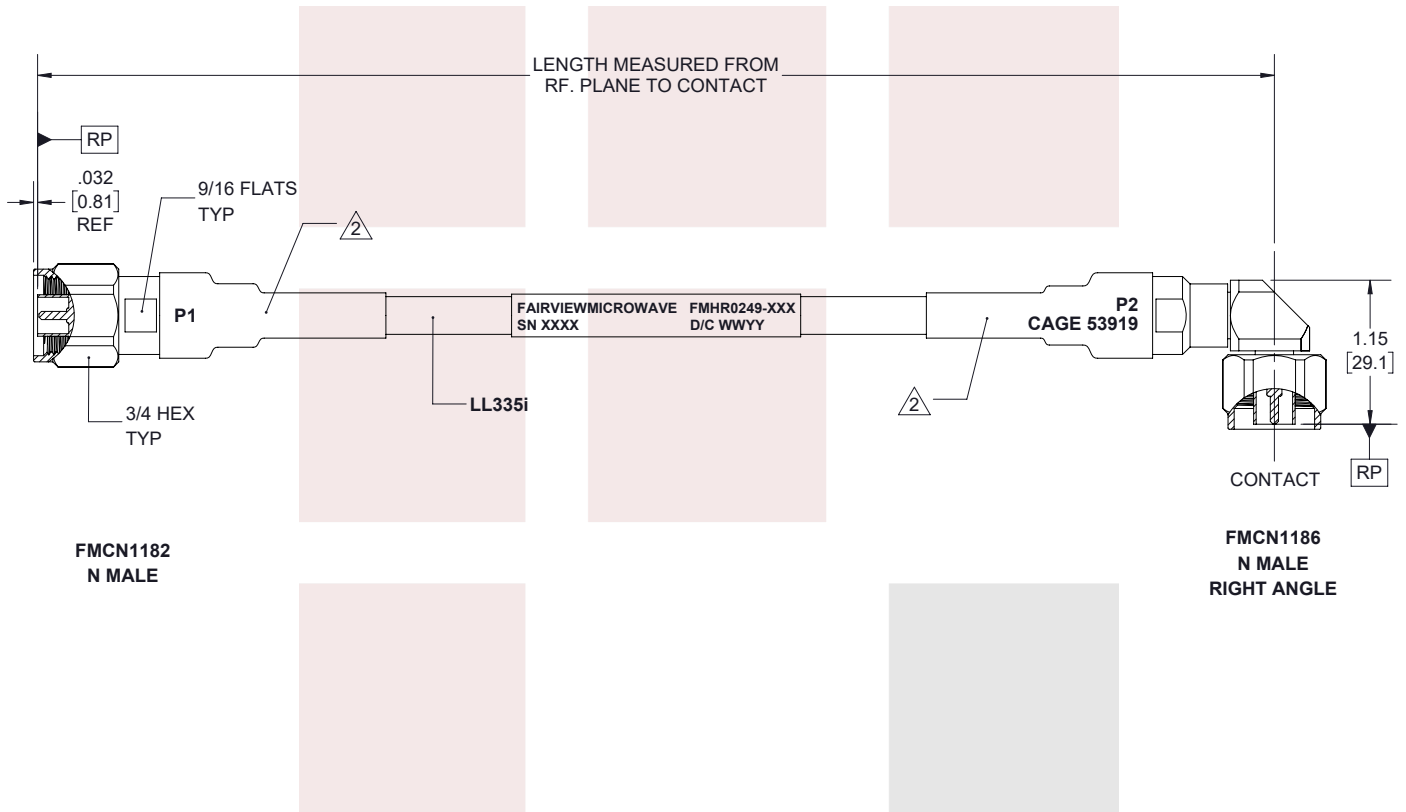 LENGTH MEASURED FROM
RF. PLANE TO CONTACT
RP
.032
[0.81]
REF
9/16 FLATS
TYP
2
P1
FAIRVIEWMICROWAVE FMHR0249-XXX
SN XXXX D/C WWYY
P2
CAGE 53919
1.15
[29.1]
3/4 HEX
TYP
LL335i
2
CONTACT
RP
FMCN1182
N MALE
FMCN1186
N MALE
RIGHT ANGLE